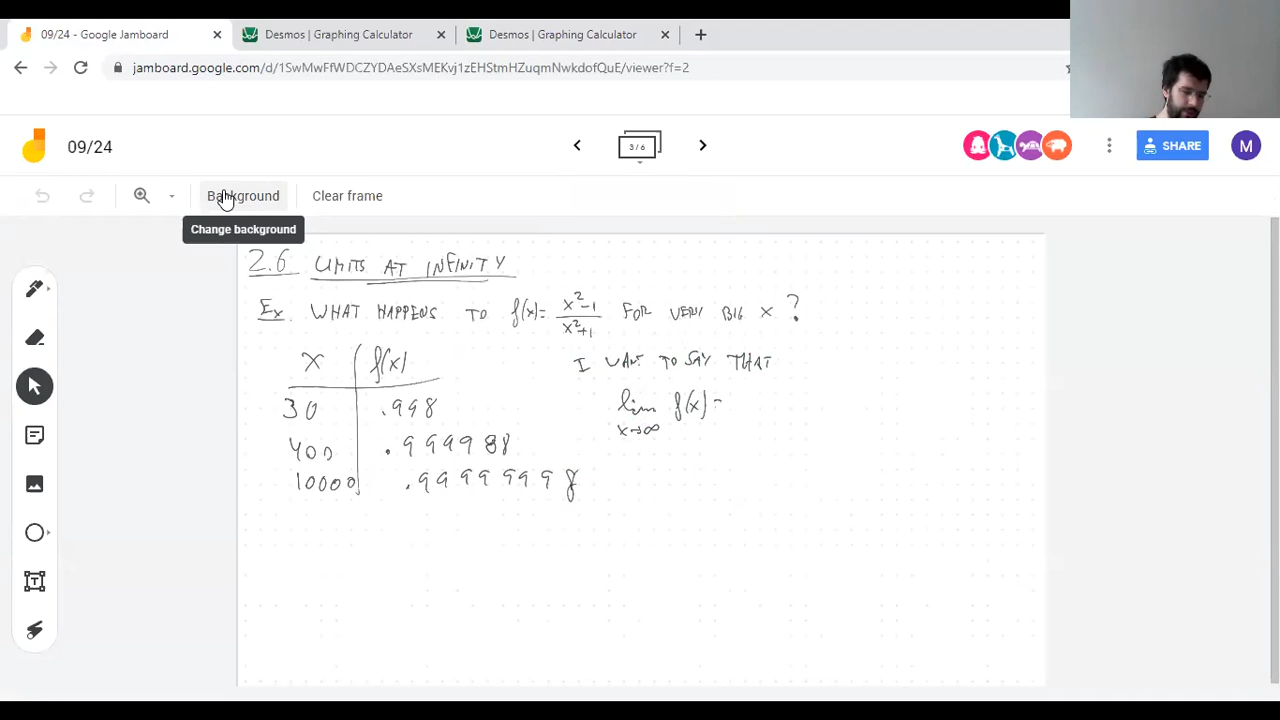 09/24 - Google Jamboard
Desmos | Graphing Calculator
Desmos | Graphing Calculator
jamboard.google.com/d/1SwMwFfWDCZYDAeSXsMEKvj1zEHStmHZuqmNwkdofQuE/viewer?f=2
09/24
3 / 6
SHARE
M
Background
Clear frame
Change background
2.6 LIMITS AT INFINITY
Ex. WHAT HAPPENS TO f(x)= x²-1/x²+1 FOR VERY BIG X ?
x f(x)
I WANT TO SAY THAT
30 .998
lim x→∞ f(x) =
400 .999988
10000 .99999998